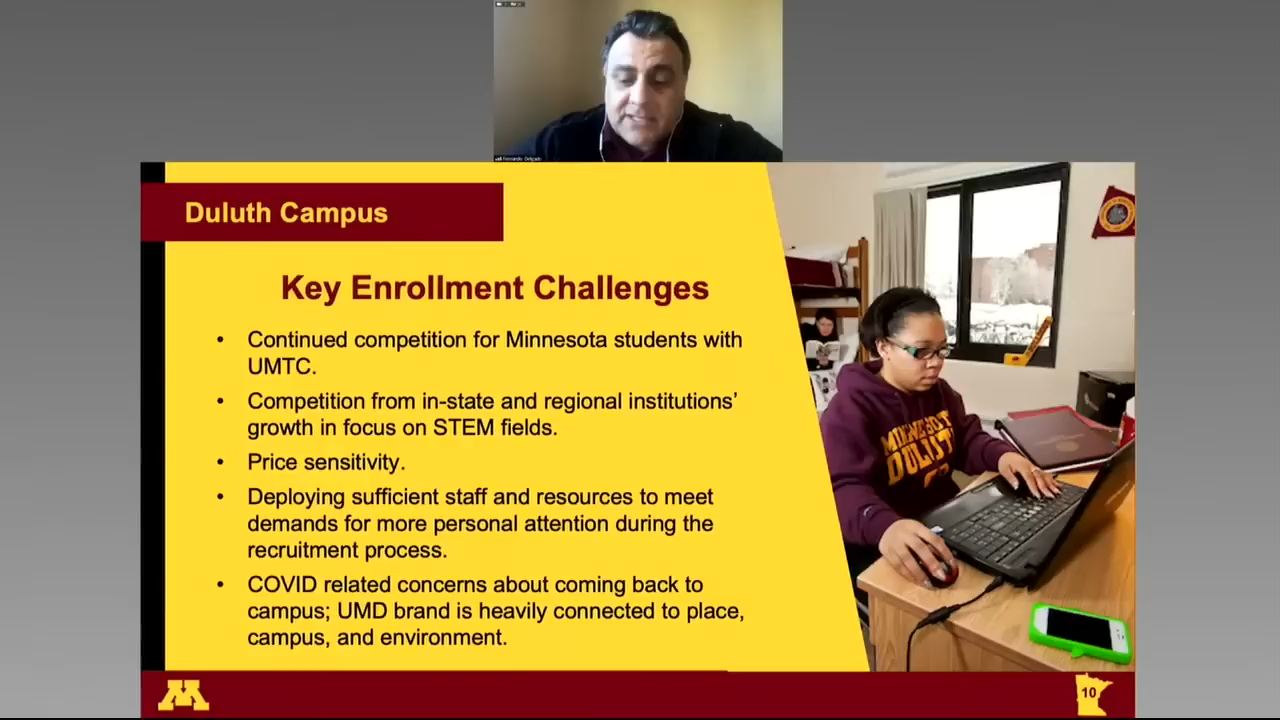 Fernando Delgado
Duluth Campus
Key Enrollment Challenges
• Continued competition for Minnesota students with
UMTC.
• Competition from in-state and regional institutions’
growth in focus on STEM fields.
• Price sensitivity.
• Deploying sufficient staff and resources to meet
demands for more personal attention during the
recruitment process.
• COVID related concerns about coming back to
campus; UMD brand is heavily connected to place,
campus, and environment.
M
10